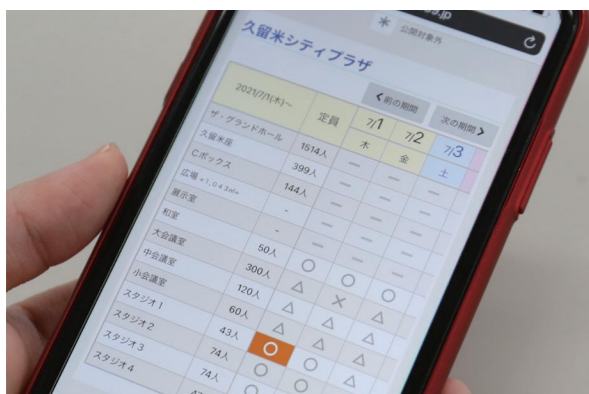 公開対象外
久留米シティプラザ
<前の期間 次の期間>
2021/7/1(木)~ 定員 7/1 7/2 7/3
木 金 土
ザ・グランドホール 1514人 — — —
久留米座 399人 — — —
Cボックス 144人 — — —
広場 *1,043㎡* - — — —
展示室 - — — —
和室 50人 ○ ○ ○
大会議室 300人 △ × △
中会議室 120人 △ △ △
小会議室 60人 △ △ △
スタジオ1 43人 ○ ○ △
スタジオ2 74人 ○ ○
スタジオ3 74人
スタジオ4